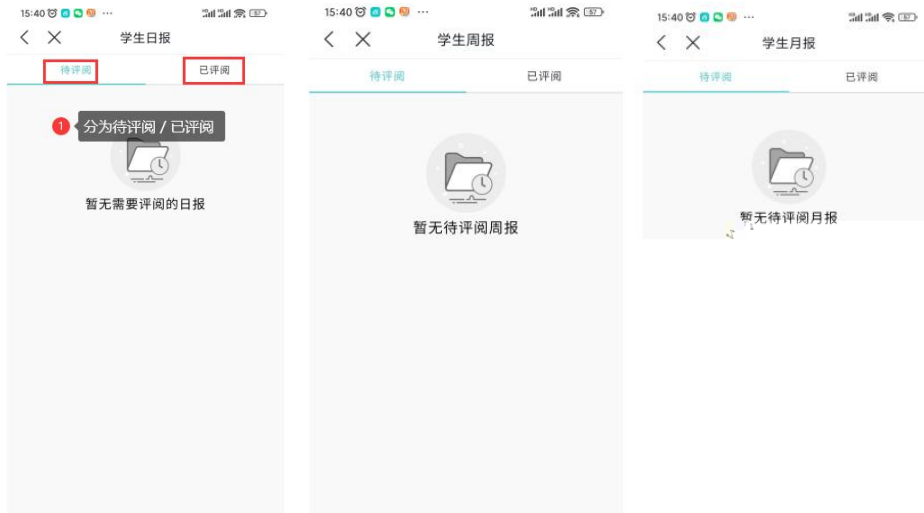 15:40
学生日报
待评阅
已评阅
1 分为待评阅 / 已评阅
暂无需要评阅的日报
15:40
57
学生周报
待评阅
已评阅
暂无待评阅周报
15:40
57
学生月报
待评阅
已评阅
暂无待评阅月报